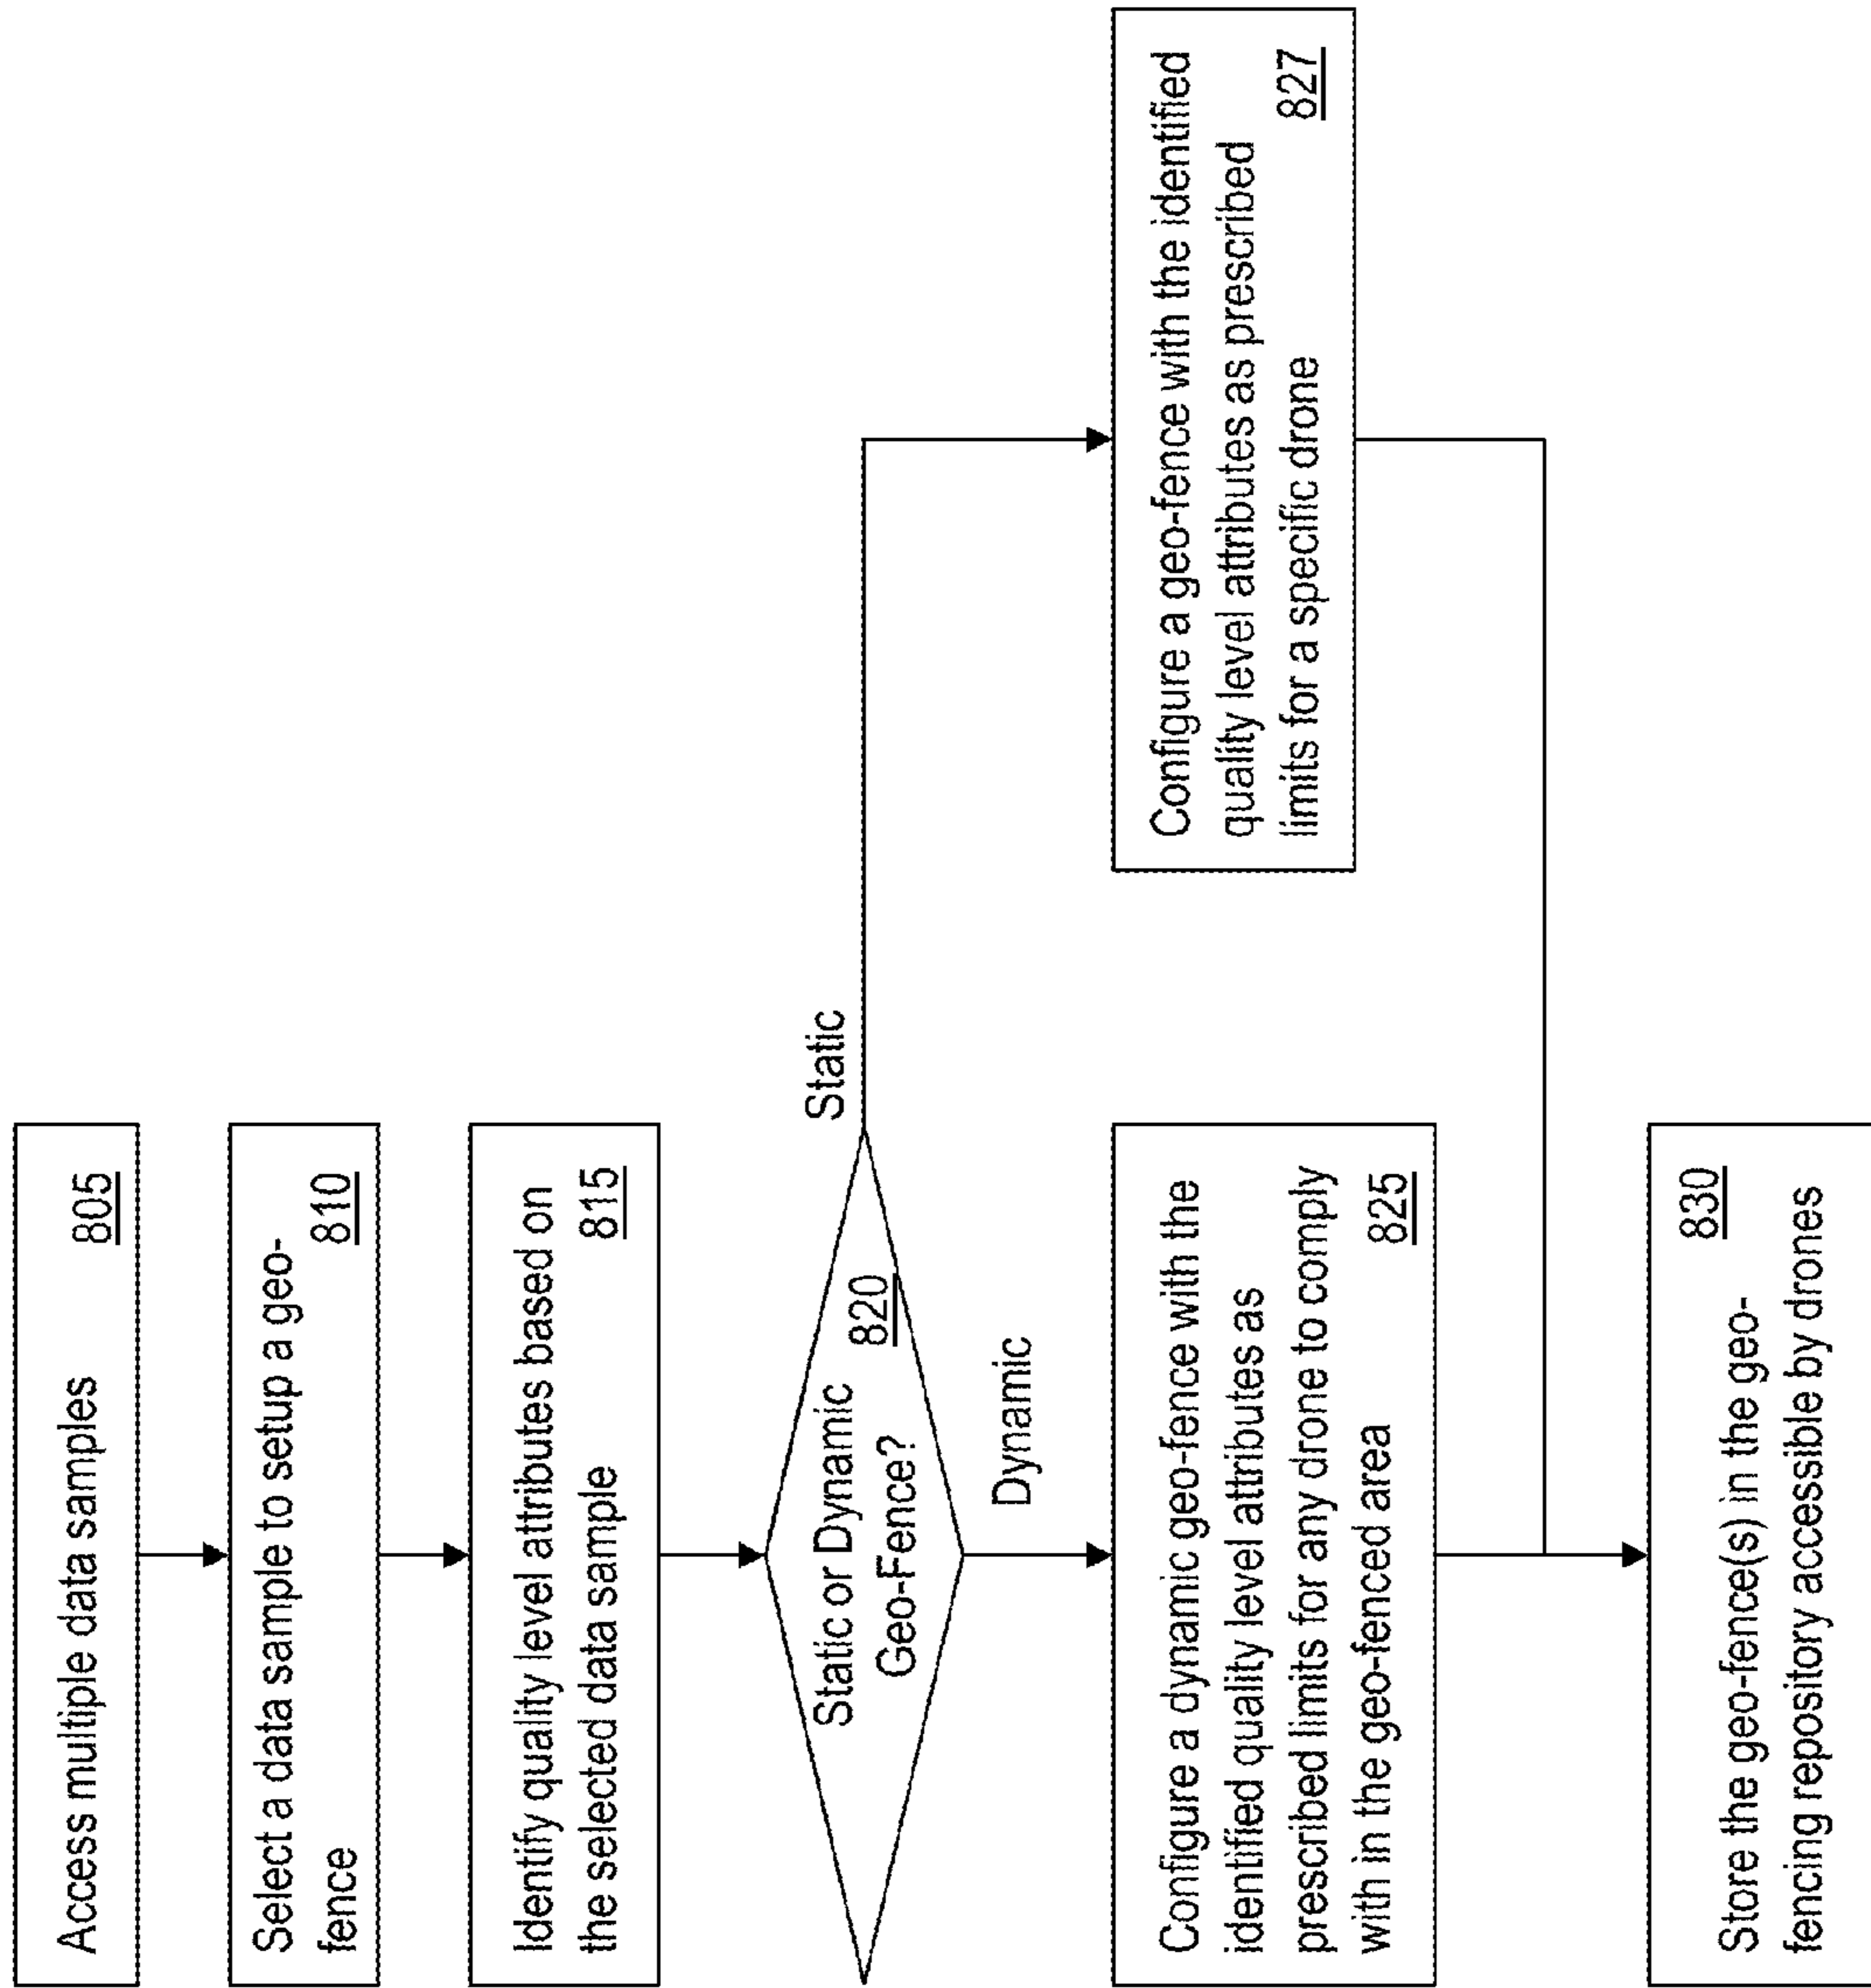 Access multiple data samples
805
Select a data sample to setup a geo-
fence
810
Identify quality level attributes based on
the selected data sample
815
Static or Dynamic
Geo-Fence?
820
Static
Dynamic
Configure a dynamic geo-fence with the
identified quality level attributes as
prescribed limits for any drone to comply
with in the geo-fenced area
825
Configure a geo-fence with the identified
quality level attributes as prescribed
limits for a specific drone
827
830
Store the geo-fence(s) in the geo-
fencing repository accessible by drones